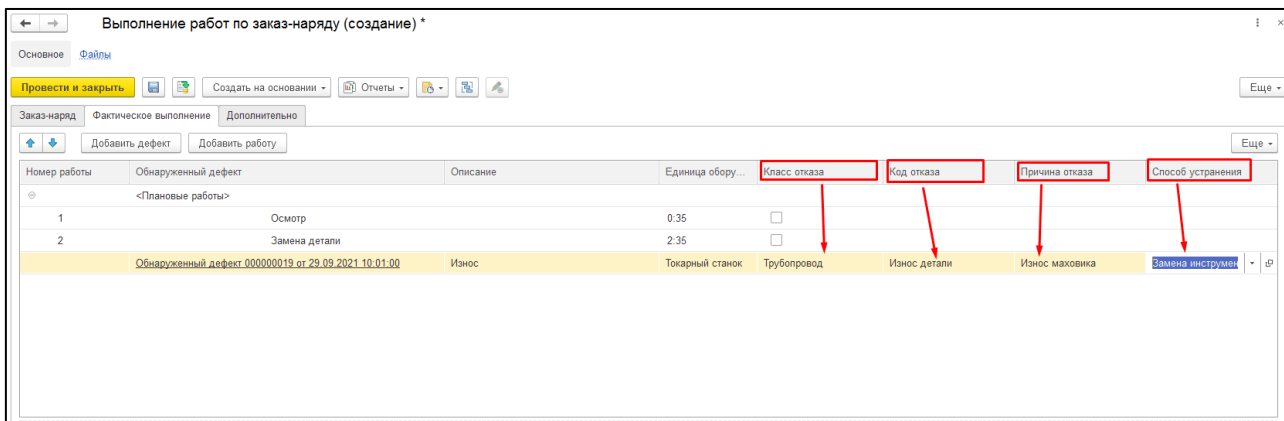 Выполнение работ по заказ-наряду (создание) *
Основное Файлы
Провести и закрыть Создать на основании Отчеты Еще
Заказ-наряд Фактическое выполнение Дополнительно
Добавить дефект Добавить работу Еще
Номер работы Обнаруженный дефект Описание Единица обору... Класс отказа Код отказа Причина отказа Способ устранения
<Плановые работы>
1 Осмотр 0:35
2 Замена детали 2:35
Обнаруженный дефект 000000019 от 29.09.2021 10:01:00 Износ Токарный станок Трубопровод Износ детали Износ маховика Замена инструмен